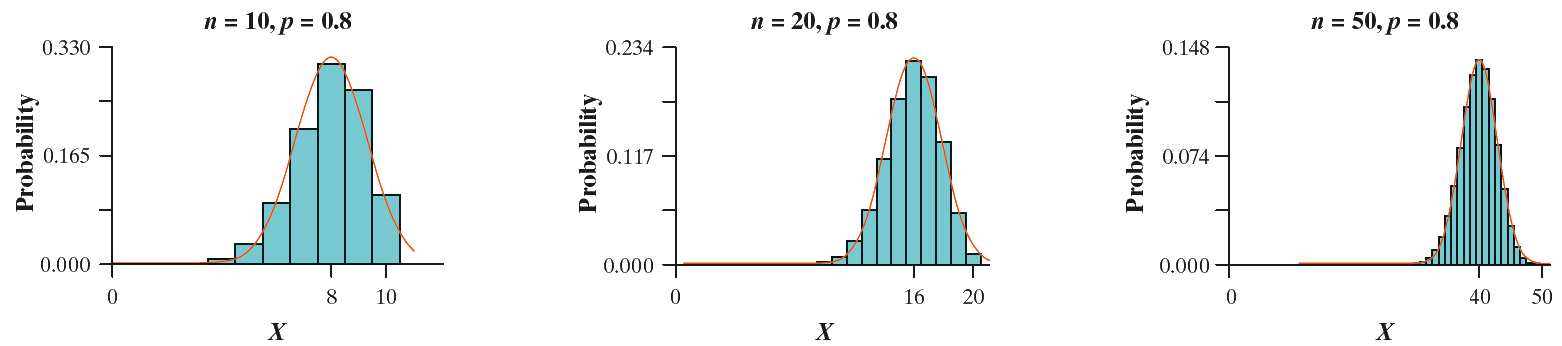 n = 10, p = 0.8
0.330
0.165
0.000
Probability
0
8
10
X
n = 20, p = 0.8
0.234
0.117
0.000
Probability
0
16
20
X
n = 50, p = 0.8
0.148
0.074
0.000
Probability
0
40
50
X